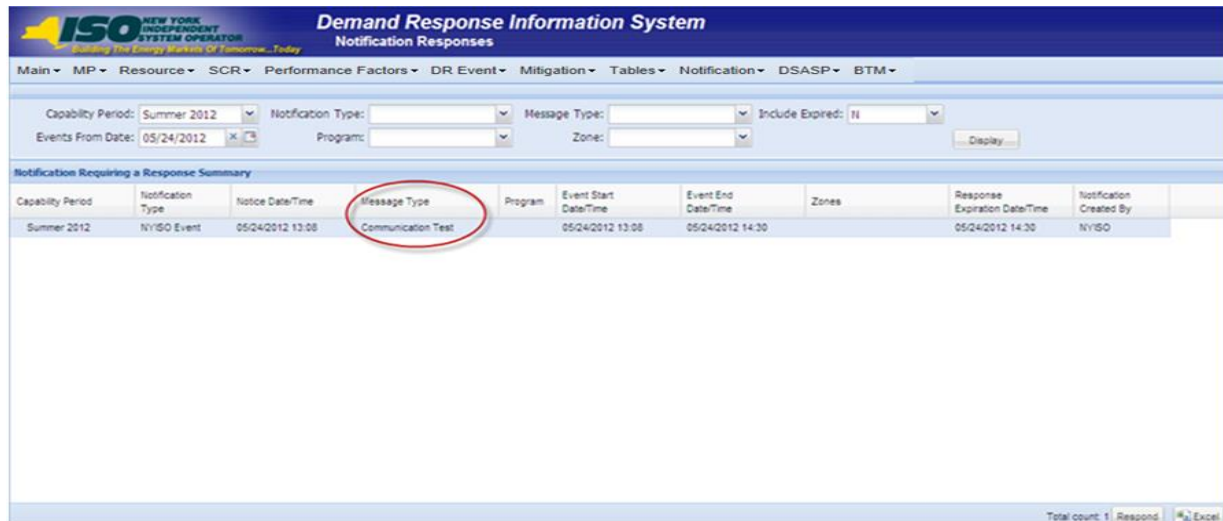 ISO NEW YORK INDEPENDENT SYSTEM OPERATOR
Building The Energy Markets Of Tomorrow...Today
Demand Response Information System
Notification Responses
Main MP Resource SCR Performance Factors DR Event Mitigation Tables Notification DSASP BTM
Capability Period: Summer 2012 Notification Type: Message Type: Include Expired: N
Events From Date: 05/24/2012 Program: Zone: Display
Notification Requiring a Response Summary
Capability Period Notification Type Notice Date/Time Message Type Program Event Start Date/Time Event End Date/Time Zones Response Expiration Date/Time Notification Created By
Summer 2012 NYISO Event 05/24/2012 13:08 Communication Test 05/24/2012 13:08 05/24/2012 14:30 05/24/2012 14:30 NYISO
Total count: 1 Respond Excel